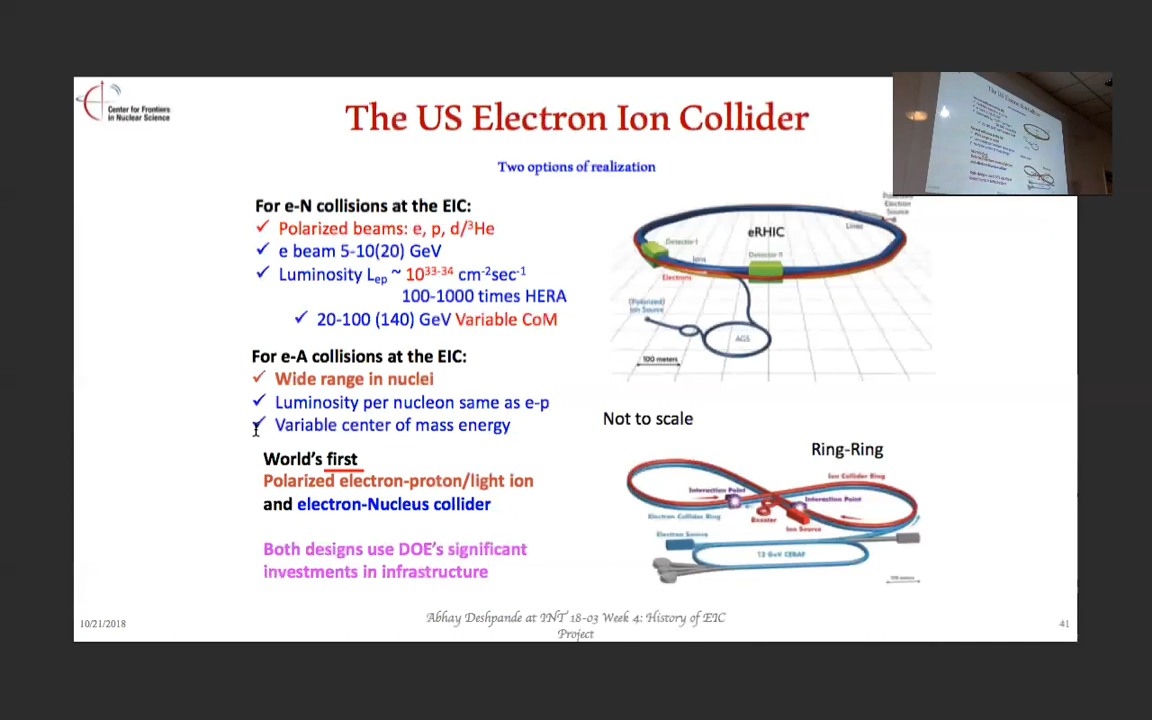 Center for Frontiers
in Nuclear Science
The US Electron Ion Collider
Two options of realization
For e-N collisions at the EIC:
✓ Polarized beams: e, p, d/³He
✓ e beam 5-10(20) GeV
✓ Luminosity Lep ~ 10³³⁻³⁴ cm⁻²sec⁻¹
100-1000 times HERA
✓ 20-100 (140) GeV Variable CoM
For e-A collisions at the EIC:
✓ Wide range in nuclei
✓ Luminosity per nucleon same as e-p
✓ Variable center of mass energy
World's first
Polarized electron-proton/light ion
and electron-Nucleus collider
Both designs use DOE's significant
investments in infrastructure
Electron
Source
Linac
eRHIC
Detector I
Detector II
Ions
Electrons
(Polarized)
Ion Source
AGS
100 meters
Not to scale
Ring-Ring
Ion Collider Ring
Interaction Point
Interaction Point
Electron Collider Ring
Booster
Ion Source
Electron Source
12 GeV CEBAF
10/21/2018
Abhay Deshpande at INT 18-03 Week 4: History of EIC
Project
41